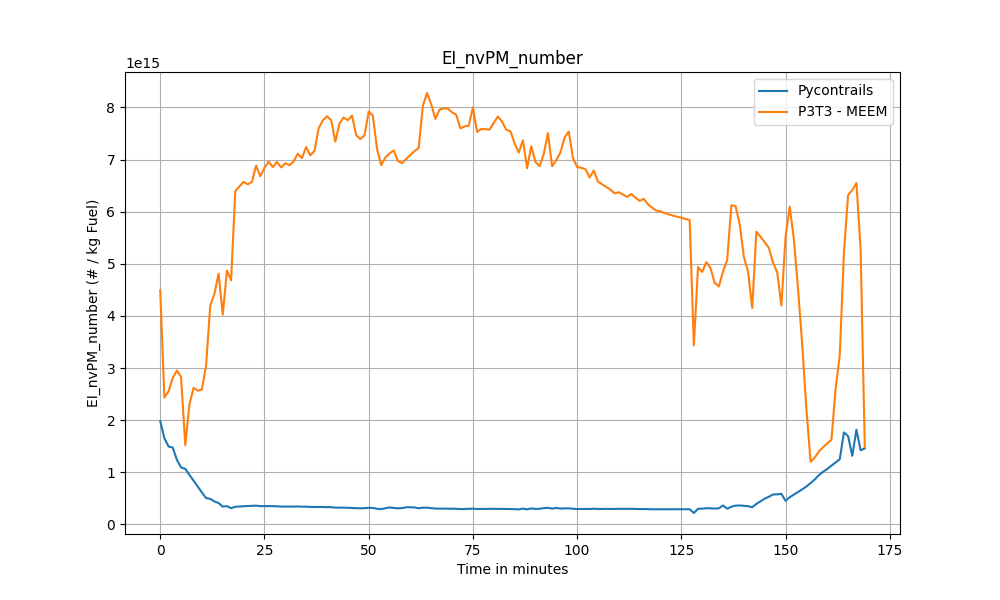 EI_nvPM_number
1e15
Pycontrails
P3T3 - MEEM
EI_nvPM_number (# / kg Fuel)
8
7
6
5
4
3
2
1
0
0 25 50 75 100 125 150 175
Time in minutes